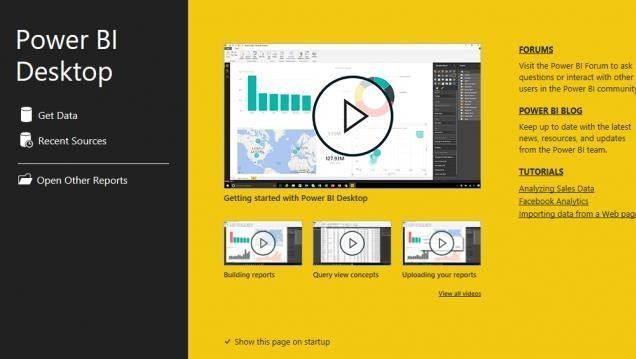 Power BI
Desktop
Get Data
Recent Sources
Open Other Reports
127.93M
Getting started with Power BI Desktop
Building reports
Query view concepts
Uploading your reports
View all videos
Show this page on startup
FORUMS
Visit the Power BI Forum to ask
questions or interact with other
users in the Power BI community
POWER BI BLOG
Keep up to date with the latest
news, resources, and updates
from the Power BI team.
TUTORIALS
Analyzing Sales Data
Facebook Analytics
Importing data from a Web page